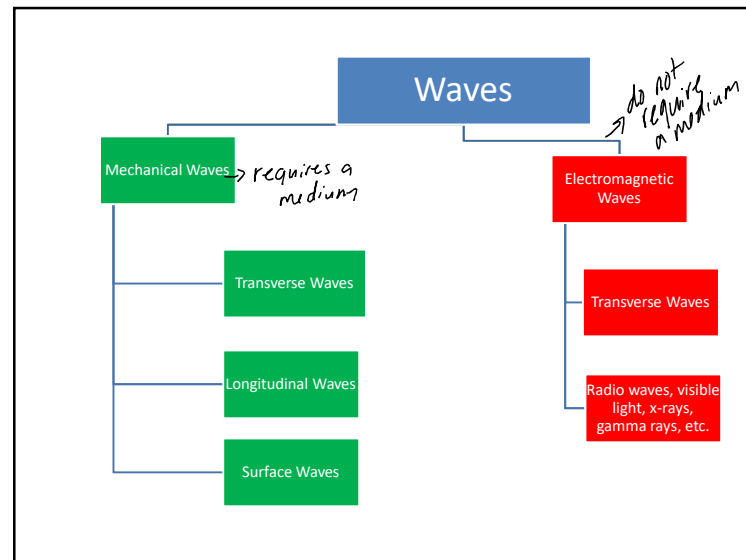 Waves
→ do not
require
a medium
Mechanical Waves
→ requires a
medium
Electromagnetic
Waves
Transverse Waves
Longitudinal Waves
Surface Waves
Transverse Waves
Radio waves, visible
light, x-rays,
gamma rays, etc.